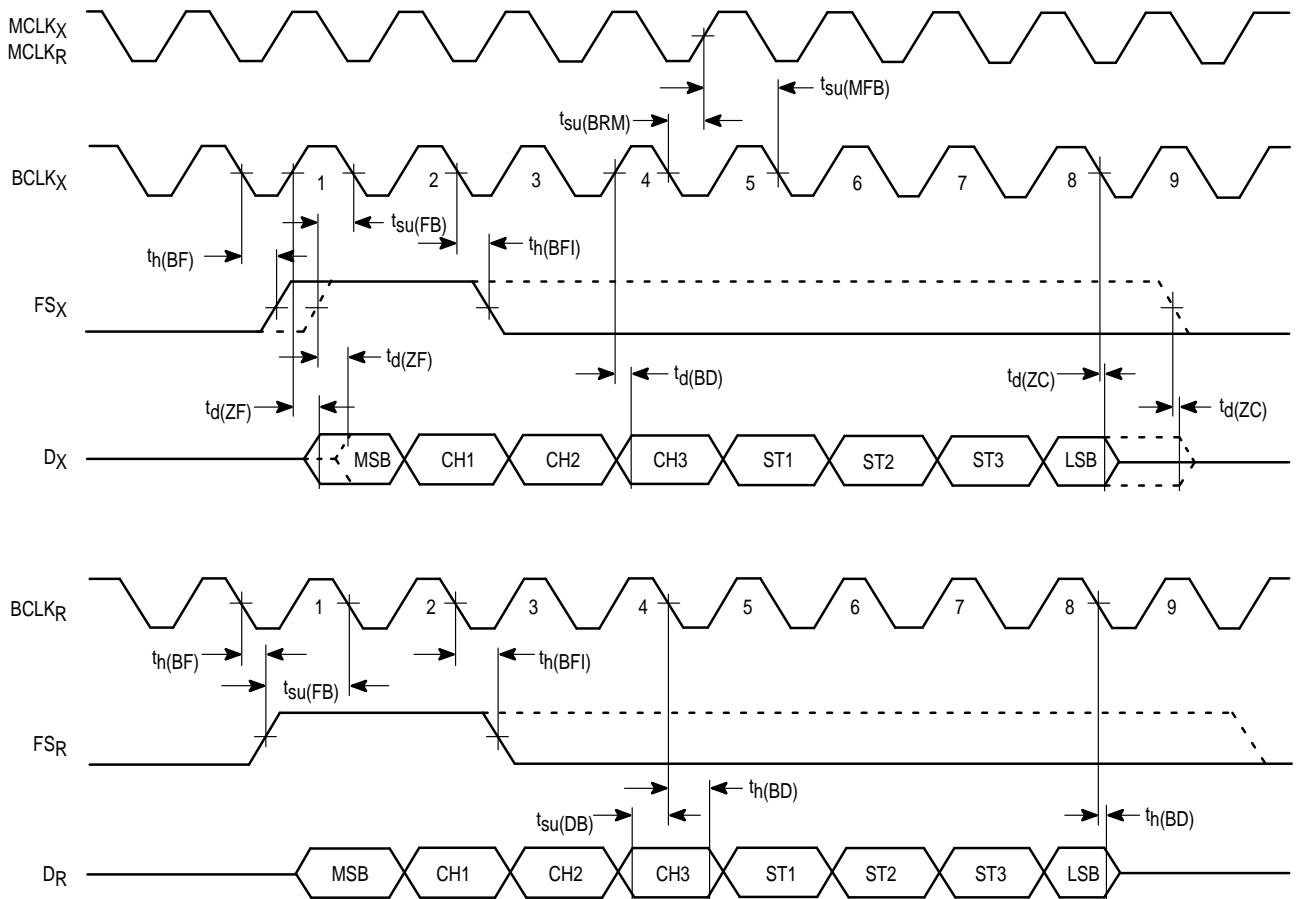 MCLKX
MCLKR
tsu(MFB)
tsu(BRM)
BCLKX
1 2 3 4 5 6 7 8 9
tsu(FB)
th(BF)
th(BFI)
FSX
td(ZF)
td(BD)
td(ZC)
td(ZF)
td(ZC)
DX
MSB CH1 CH2 CH3 ST1 ST2 ST3 LSB
BCLKR
1 2 3 4 5 6 7 8 9
th(BF)
th(BFI)
tsu(FB)
FSR
th(BD)
tsu(DB)
th(BD)
DR
MSB CH1 CH2 CH3 ST1 ST2 ST3 LSB